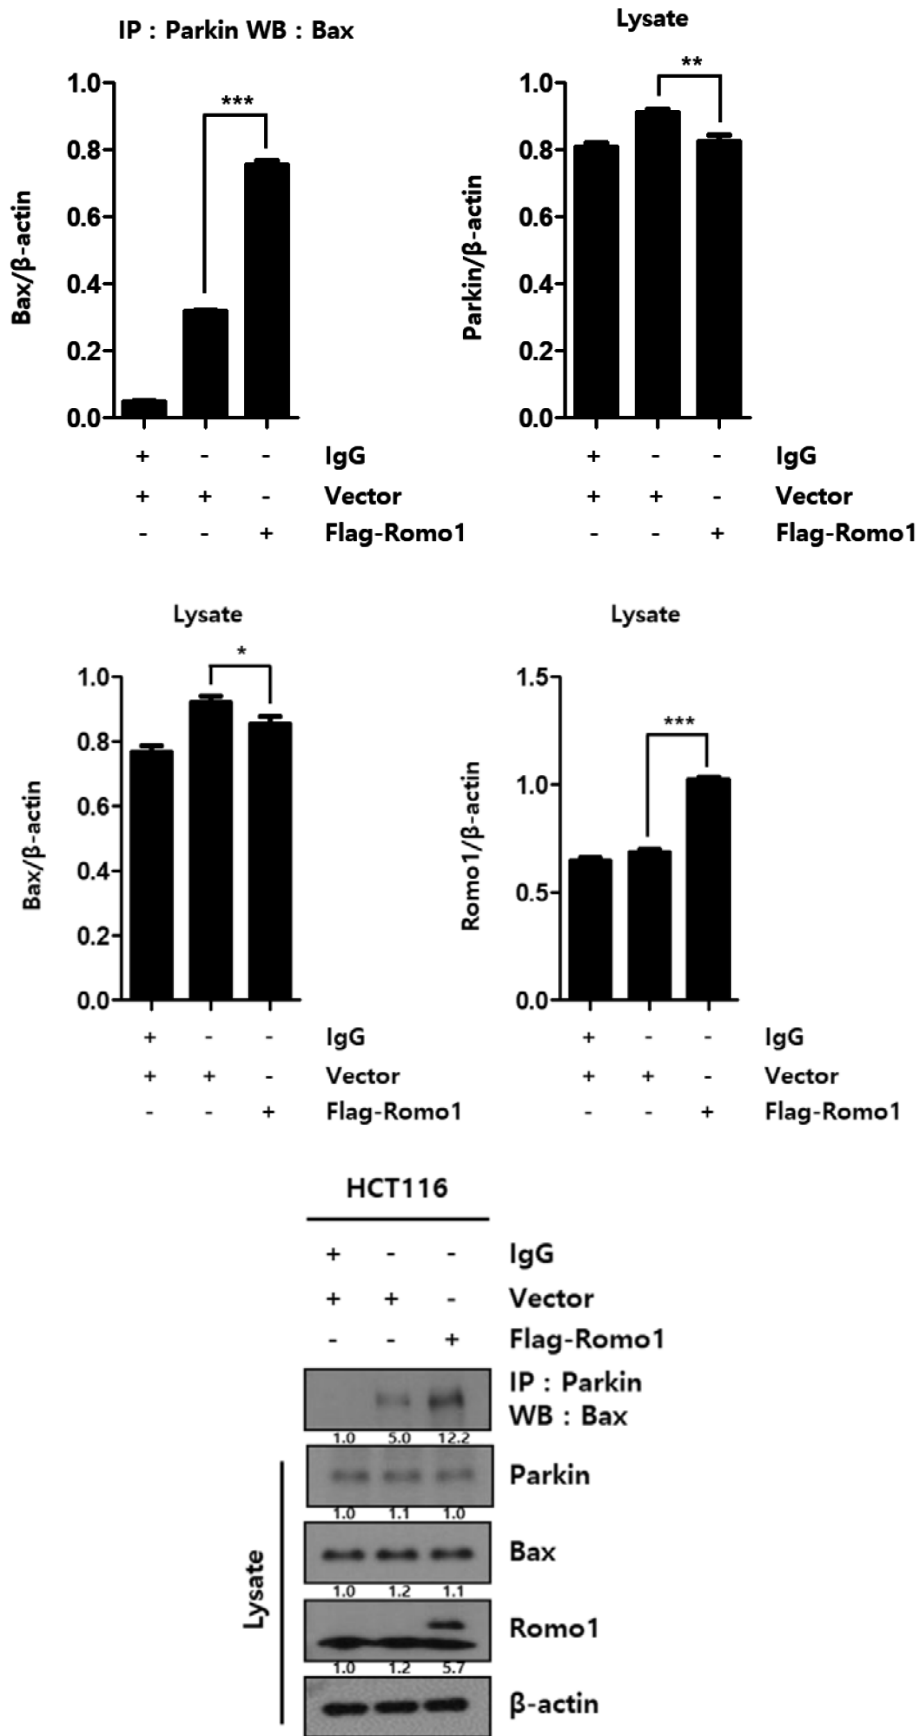 IP : Parkin WB : Bax
Bax/β-actin
1.0
0.8
0.6
0.4
0.2
0.0
***
+ - - IgG
+ + - Vector
- - + Flag-Romo1
Lysate
Parkin/β-actin
1.0
0.8
0.6
0.4
0.2
0.0
**
+ - - IgG
+ + - Vector
- - + Flag-Romo1
Lysate
Bax/β-actin
1.0
0.8
0.6
0.4
0.2
0.0
*
+ - - IgG
+ + - Vector
- - + Flag-Romo1
Lysate
Romo1/β-actin
1.5
1.0
0.5
0.0
***
+ - - IgG
+ + - Vector
- - + Flag-Romo1
HCT116
+ - - IgG
+ + - Vector
- - + Flag-Romo1
IP : Parkin
WB : Bax
1.0 5.0 12.2
Lysate
Parkin
1.0 1.1 1.0
Bax
1.0 1.2 1.1
Romo1
1.0 1.2 5.7
β-actin